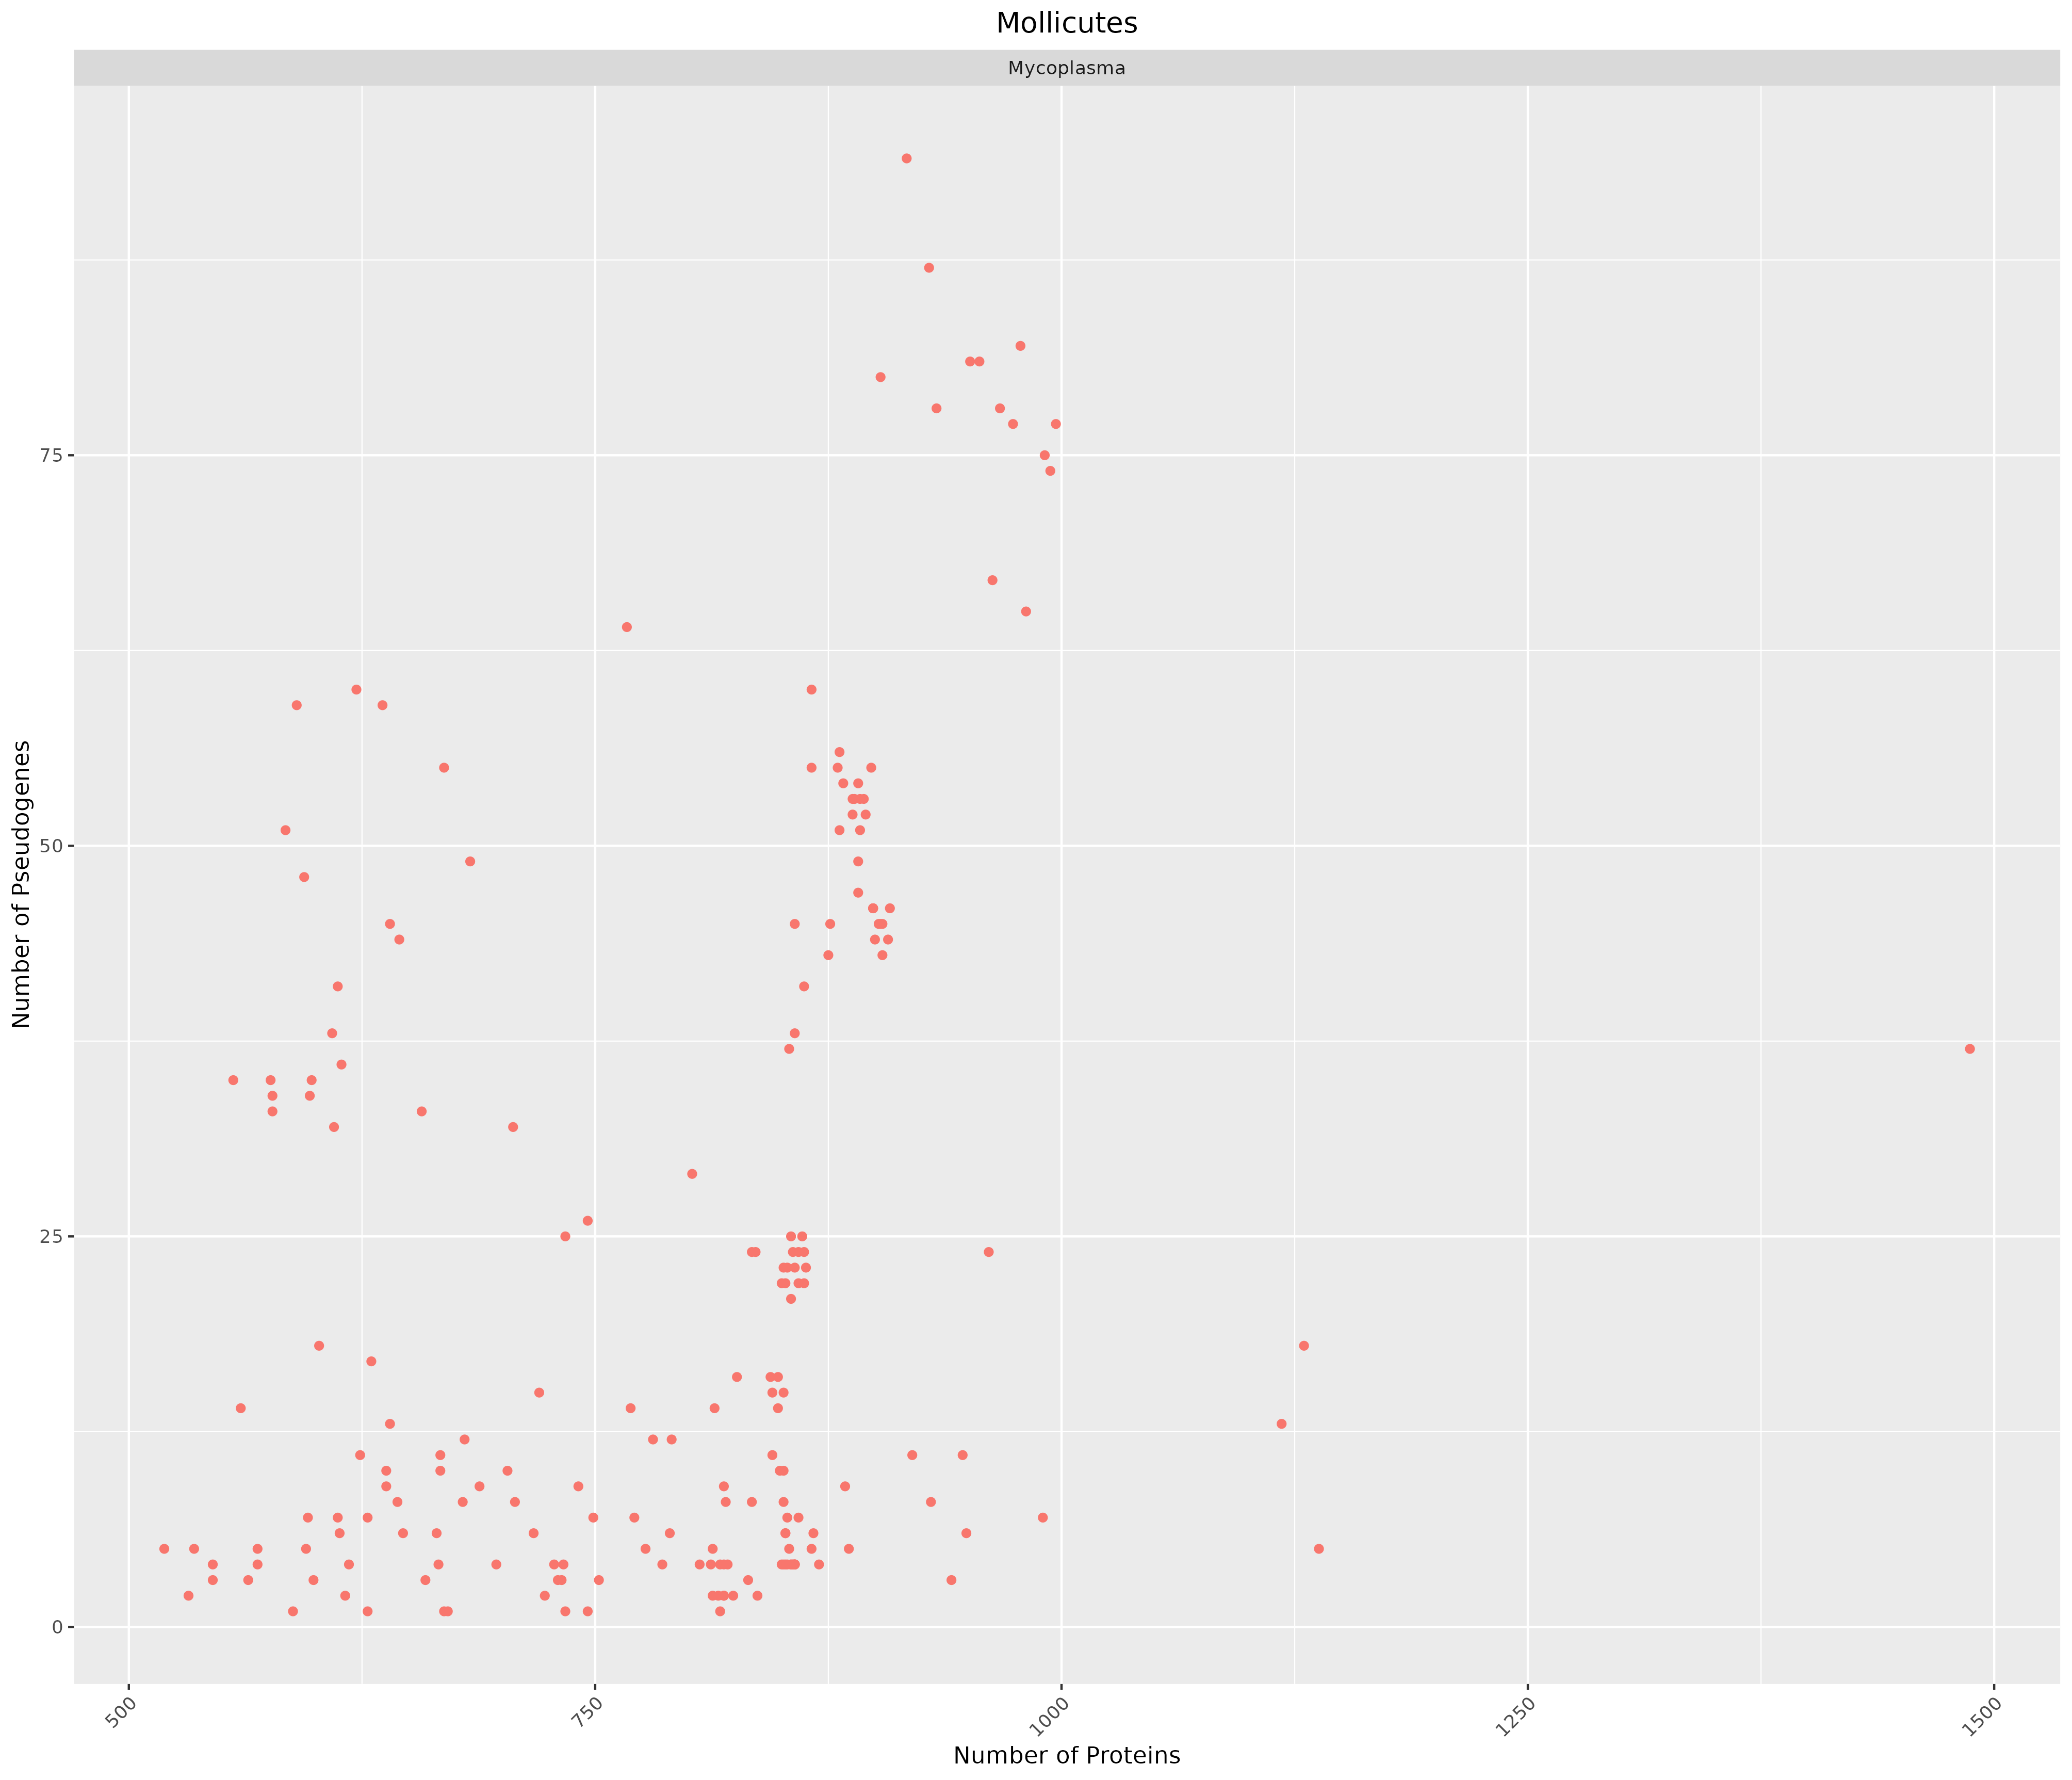 Mollicutes
Mycoplasma
Number of Pseudogenes
75
50
25
0
500
750
1000
1250
1500
Number of Proteins